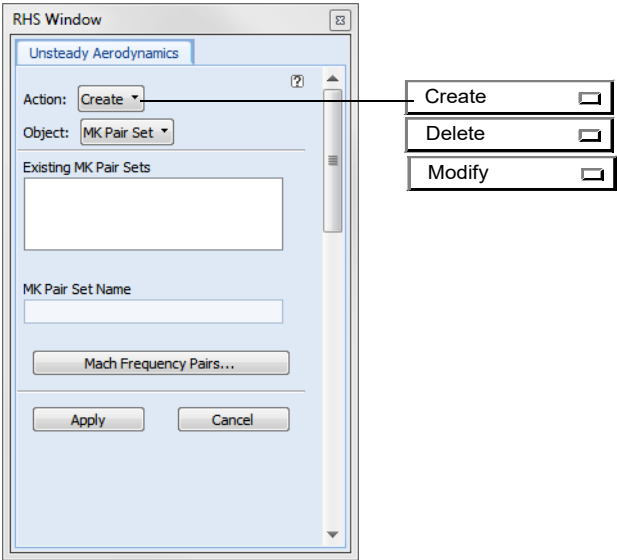 RHS Window
Unsteady Aerodynamics
?
Action: Create
Object: MK Pair Set
Existing MK Pair Sets
MK Pair Set Name
Mach Frequency Pairs...
Apply Cancel
Create
Delete
Modify